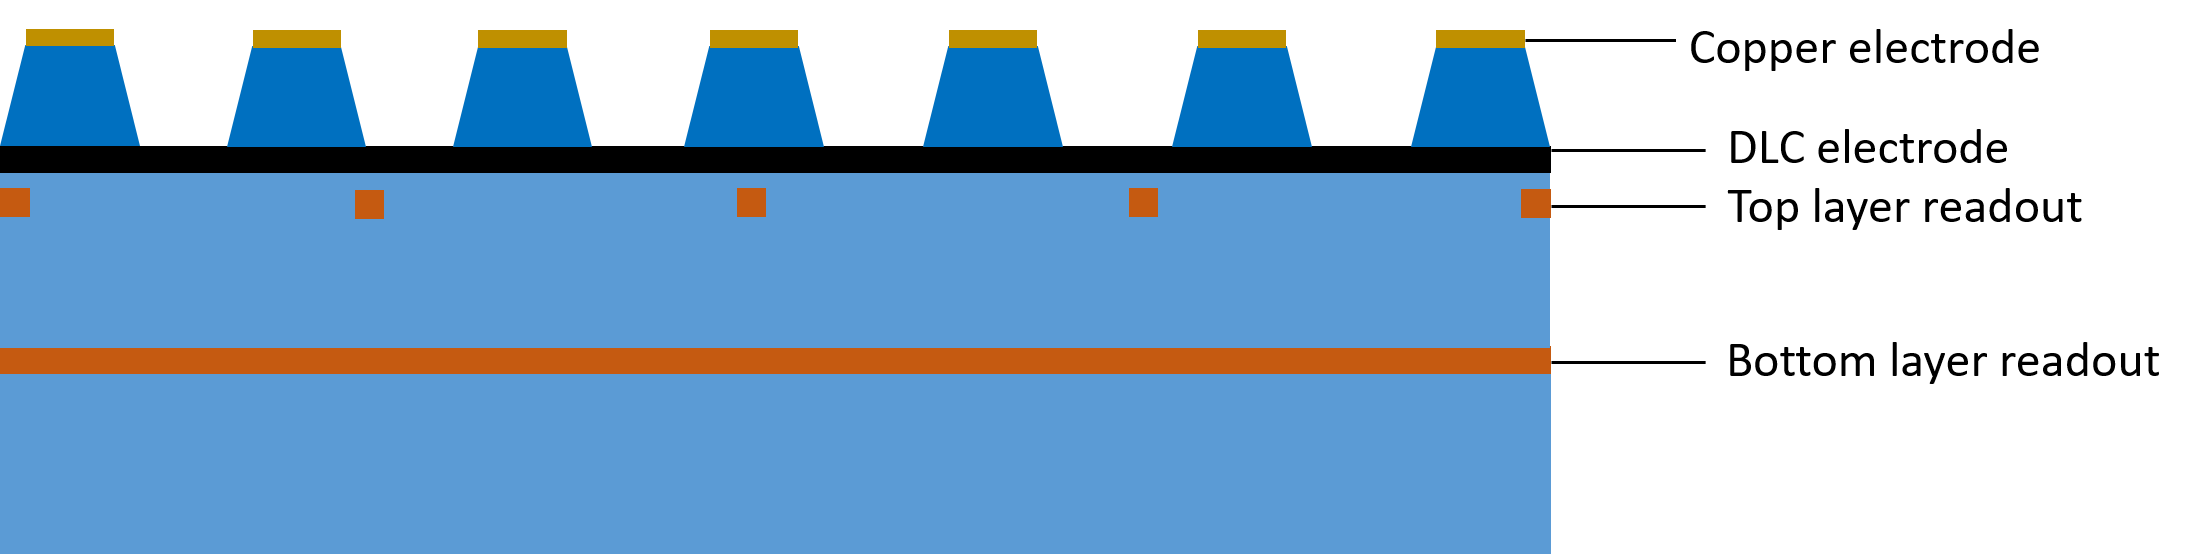 Copper electrode
DLC electrode
Top layer readout
Bottom layer readout